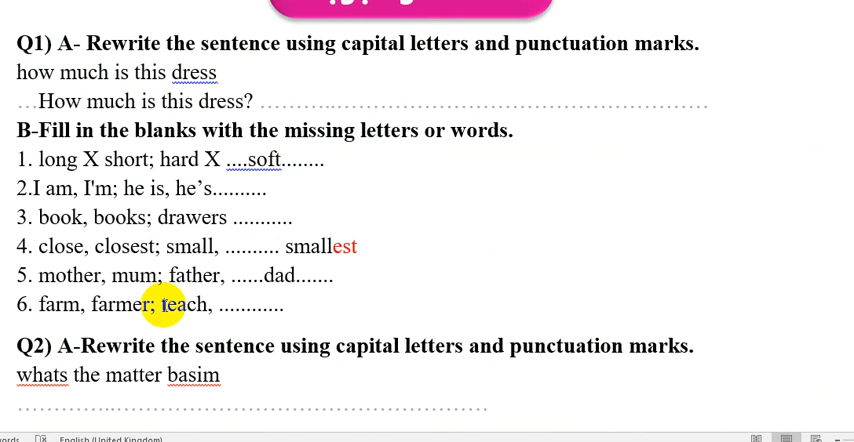 Q1) A- Rewrite the sentence using capital letters and punctuation marks.
how much is this dress
...How much is this dress? ................................................................
B-Fill in the blanks with the missing letters or words.
1. long X short; hard X ....soft........
2.I am, I'm; he is, he’s..........
3. book, books; drawers ...........
4. close, closest; small, .......... smallest
5. mother, mum; father, ......dad.......
6. farm, farmer; teach, ............
Q2) A-Rewrite the sentence using capital letters and punctuation marks.
whats the matter basim
................................................................
English (United Kingdom)